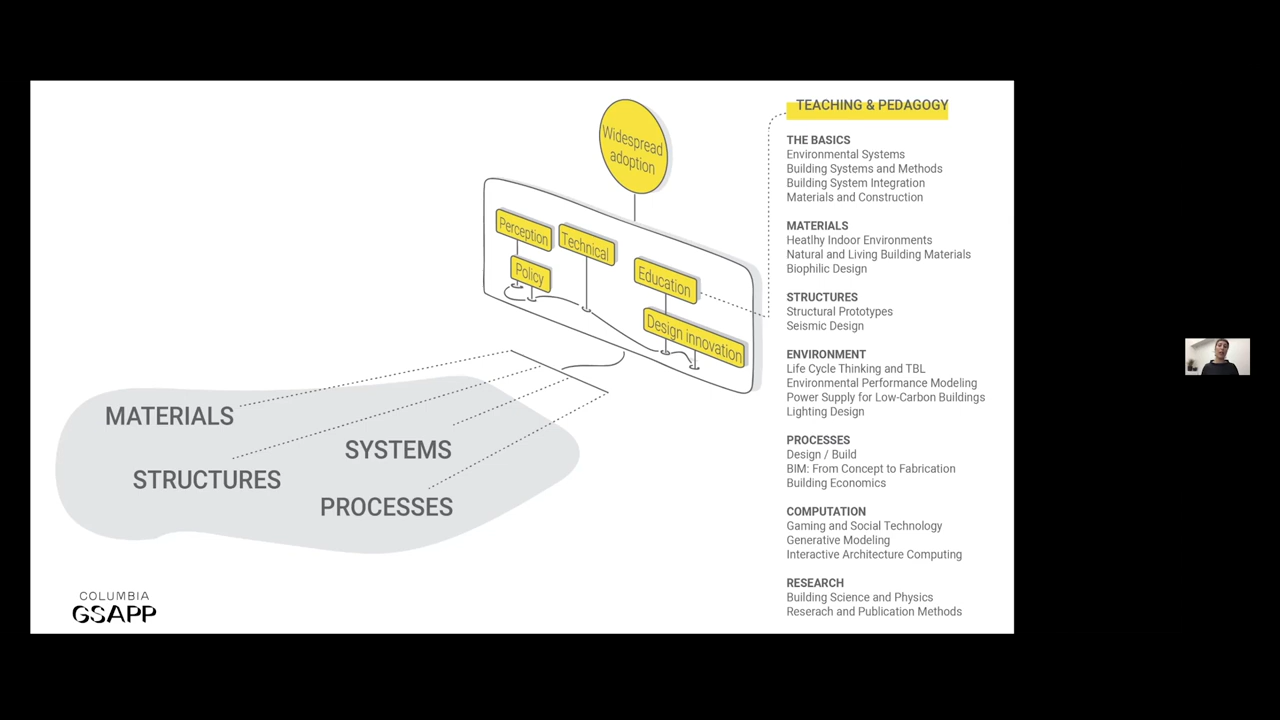 Widespread
adoption
Perception
Technical
Policy
Education
Design innovation
MATERIALS
SYSTEMS
STRUCTURES
PROCESSES
COLUMBIA
GSAPP
TEACHING & PEDAGOGY
THE BASICS
Environmental Systems
Building Systems and Methods
Building System Integration
Materials and Construction
MATERIALS
Heatlhy Indoor Environments
Natural and Living Building Materials
Biophilic Design
STRUCTURES
Structural Prototypes
Seismic Design
ENVIRONMENT
Life Cycle Thinking and TBL
Environmental Performance Modeling
Power Supply for Low-Carbon Buildings
Lighting Design
PROCESSES
Design / Build
BIM: From Concept to Fabrication
Building Economics
COMPUTATION
Gaming and Social Technology
Generative Modeling
Interactive Architecture Computing
RESEARCH
Building Science and Physics
Reserach and Publication Methods